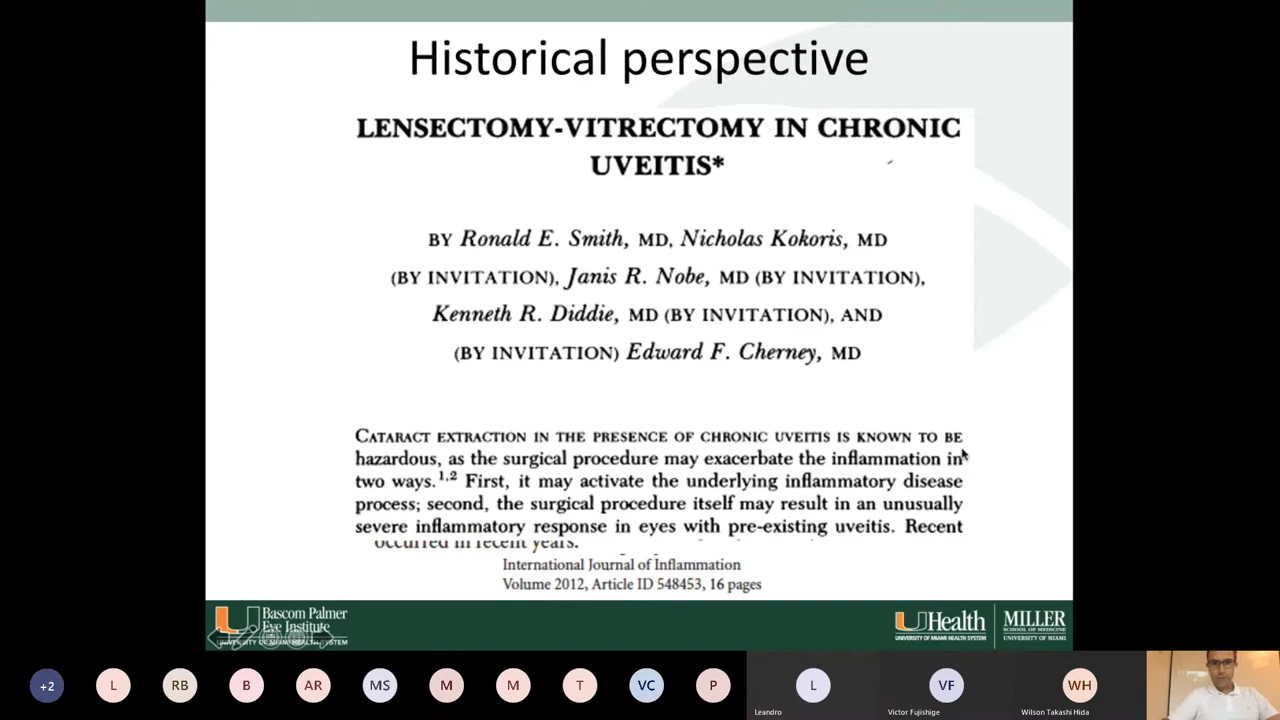 Historical perspective
LENSECTOMY-VITRECTOMY IN CHRONIC
UVEITIS*
BY Ronald E. Smith, MD, Nicholas Kokoris, MD
(BY INVITATION), Janis R. Nobe, MD (BY INVITATION),
Kenneth R. Diddie, MD (BY INVITATION), AND
(BY INVITATION) Edward F. Cherney, MD
CATARACT EXTRACTION IN THE PRESENCE OF CHRONIC UVEITIS IS KNOWN TO BE
hazardous, as the surgical procedure may exacerbate the inflammation in
two ways.1,2 First, it may activate the underlying inflammatory disease
process; second, the surgical procedure itself may result in an unusually
severe inflammatory response in eyes with pre-existing uveitis. Recent
occurred in recent years.
International Journal of Inflammation
Volume 2012, Article ID 548453, 16 pages
Bascom Palmer
Eye Institute
UNIVERSITY OF MIAMI HEALTH SYSTEM
UHealth
UNIVERSITY OF MIAMI HEALTH SYSTEM
MILLER
SCHOOL OF MEDICINE
UNIVERSITY OF MIAMI
+2
L
RB
B
AR
MS
M
M
T
VC
P
L
VF
WH
Leandro
Victor Fujishige
Wilson Takashi Hida